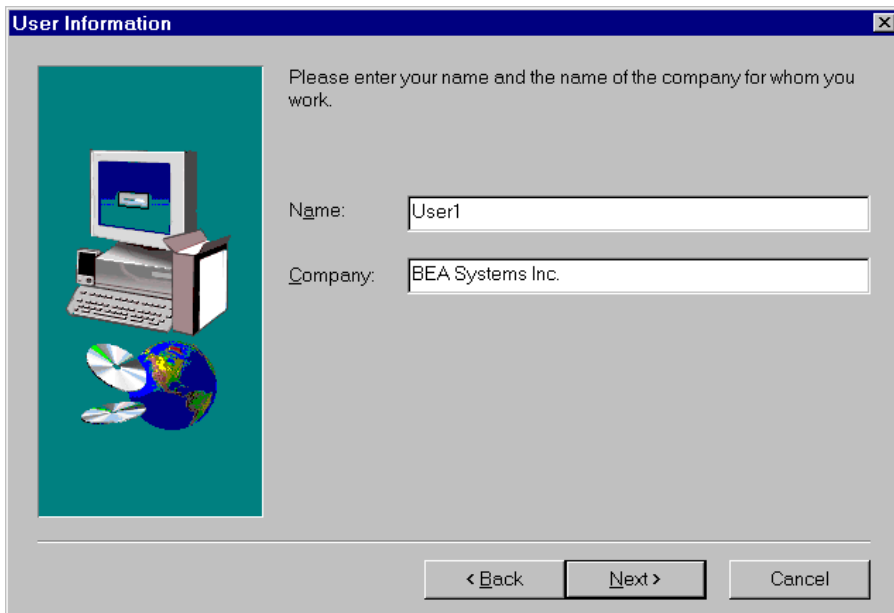 User Information
Please enter your name and the name of the company for whom you
work.
Name: User1
Company: BEA Systems Inc.
< Back Next > Cancel